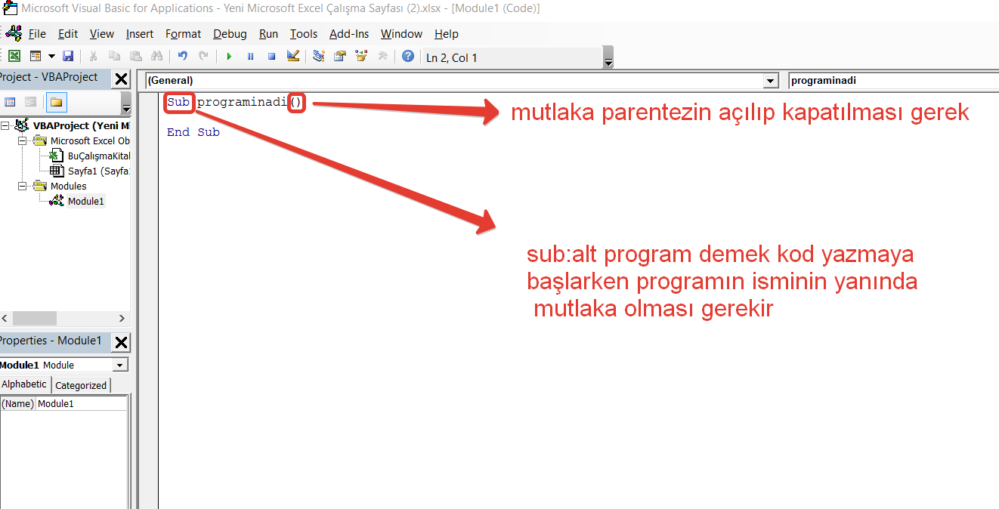 Microsoft Visual Basic for Applications - Yeni Microsoft Excel Çalışma Sayfası (2).xlsx - [Module1 (Code)]
File Edit View Insert Format Debug Run Tools Add-Ins Window Help
Ln 2, Col 1
Project - VBAProject
(General)
programinadi
Sub programinadi()
End Sub
mutlaka parentezin açılıp kapatılması gerek
VBAProject (Yeni M
Microsoft Excel Ob
BuÇalışmaKital
Sayfa1 (Sayfa1
Modules
Module1
sub:alt program demek kod yazmaya
başlarken programın isminin yanında
mutlaka olması gerekir
Properties - Module1
Module1 Module
Alphabetic Categorized
(Name) Module1